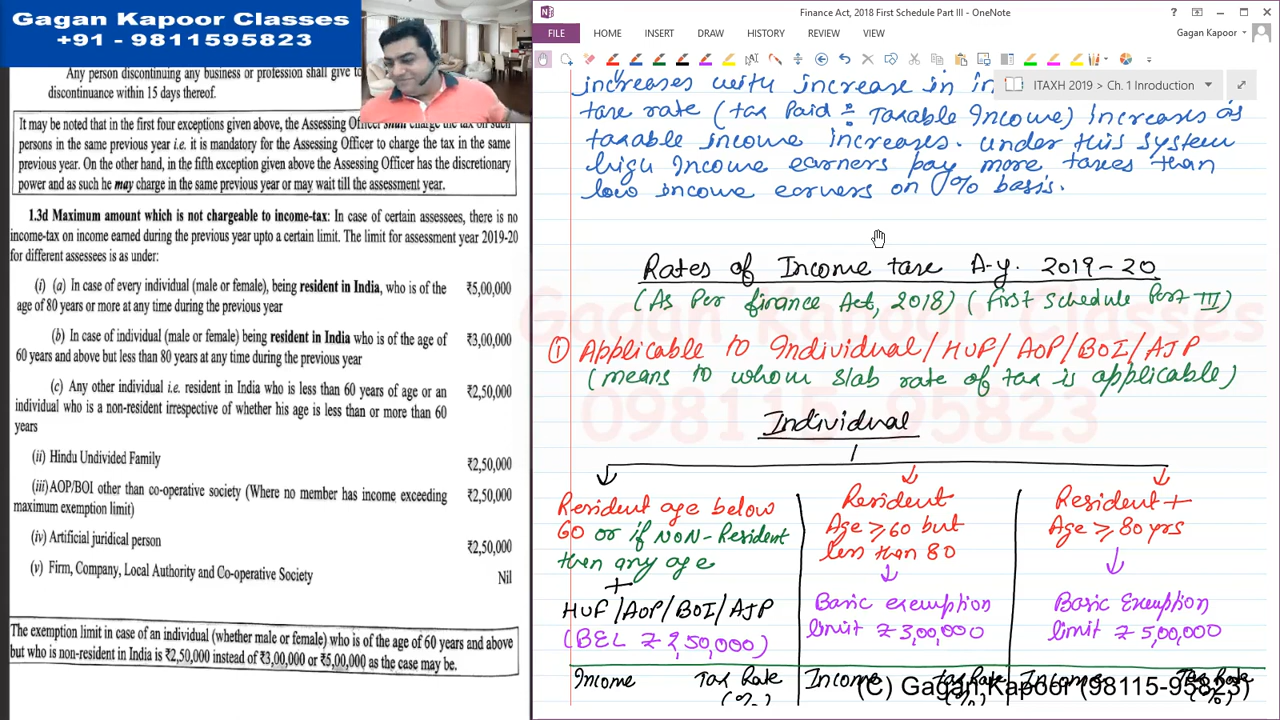 Gagan Kapoor Classes
+91 - 9811595823
Any person discontinuing any business or profession shall give
discontinuance within 15 days thereof.
It may be noted that in the first four exceptions given above, the Assessing Officer shall charge the tax on such
persons in the same previous year i.e. it is mandatory for the Assessing Officer to charge the tax in the same
previous year. On the other hand, in the fifth exception given above the Assessing Officer has the discretionary
power and as such he may charge in the same previous year or may wait till the assessment year.
1.3d Maximum amount which is not chargeable to income-tax: In case of certain assessees, there is no
income-tax on income earned during the previous year upto a certain limit. The limit for assessment year 2019-20
for different assessees is as under:
(i) (a) In case of every individual (male or female), being resident in India, who is of the ₹5,00,000
age of 80 years or more at any time during the previous year
(b) In case of individual (male or female) being resident in India who is of the age of ₹3,00,000
60 years and above but less than 80 years at any time during the previous year
(c) Any other individual i.e. resident in India who is less than 60 years of age or an ₹2,50,000
individual who is a non-resident irrespective of whether his age is less than or more than 60
years
(ii) Hindu Undivided Family ₹2,50,000
(iii) AOP/BOI other than co-operative society (Where no member has income exceeding ₹2,50,000
maximum exemption limit)
(iv) Artificial juridical person ₹2,50,000
(v) Firm, Company, Local Authority and Co-operative Society Nil
The exemption limit in case of an individual (whether male or female) who is of the age of 60 years and above
but who is non-resident in India is ₹2,50,000 instead of ₹3,00,000 or ₹5,00,000 as the case may be.
Finance Act, 2018 First Schedule Part III - OneNote
FILE HOME INSERT DRAW HISTORY REVIEW VIEW Gagan Kapoor
ITAXH 2019 > Ch. 1 Inroduction
increases with increase in
tax rate (tax Paid ÷ Taxable Income) increases as
taxable income increases. under this system
high Income earners pay more taxes than
low income earners on % basis.
Rates of Income tax A.y. 2019-20
(As Per finance Act, 2018) (first schedule Part III)
① Applicable to Individual/HUF/AOP/BOI/AJP
(means to whom slab rate of tax is applicable)
Individual
Resident age below
60 or if NON-Resident
then any age
+
HUF/AOP/BOI/AJP
(BEL ₹ 2,50,000)
Resident
Age ≥ 60 but
less than 80
Basic exemption
limit ₹ 3,00,000
Resident +
Age ≥ 80 yrs
Basic Exemption
limit ₹ 5,00,000
Income Tax Rate Income tax Rate Income Tax Rate
(%) (%) (%)
Gagan Kapoor Classes
098115-95823
(C) Gagan Kapoor (98115-95823)